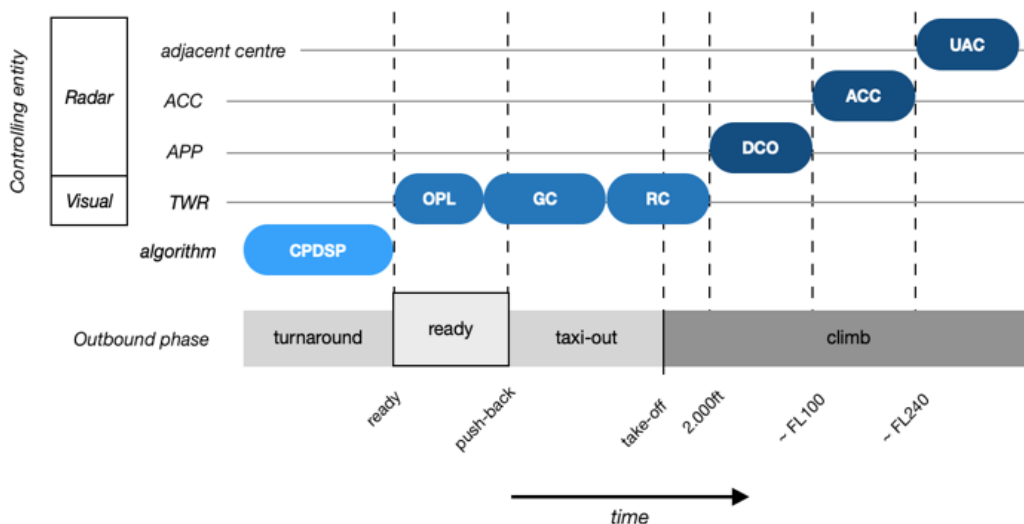 Controlling entity
Radar
Visual
adjacent centre
UAC
ACC
ACC
APP
DCO
TWR
OPL
GC
RC
algorithm
CPDSP
Outbound phase
turnaround
ready
taxi-out
climb
ready
push-back
take-off
2.000ft
~ FL100
~ FL240
time